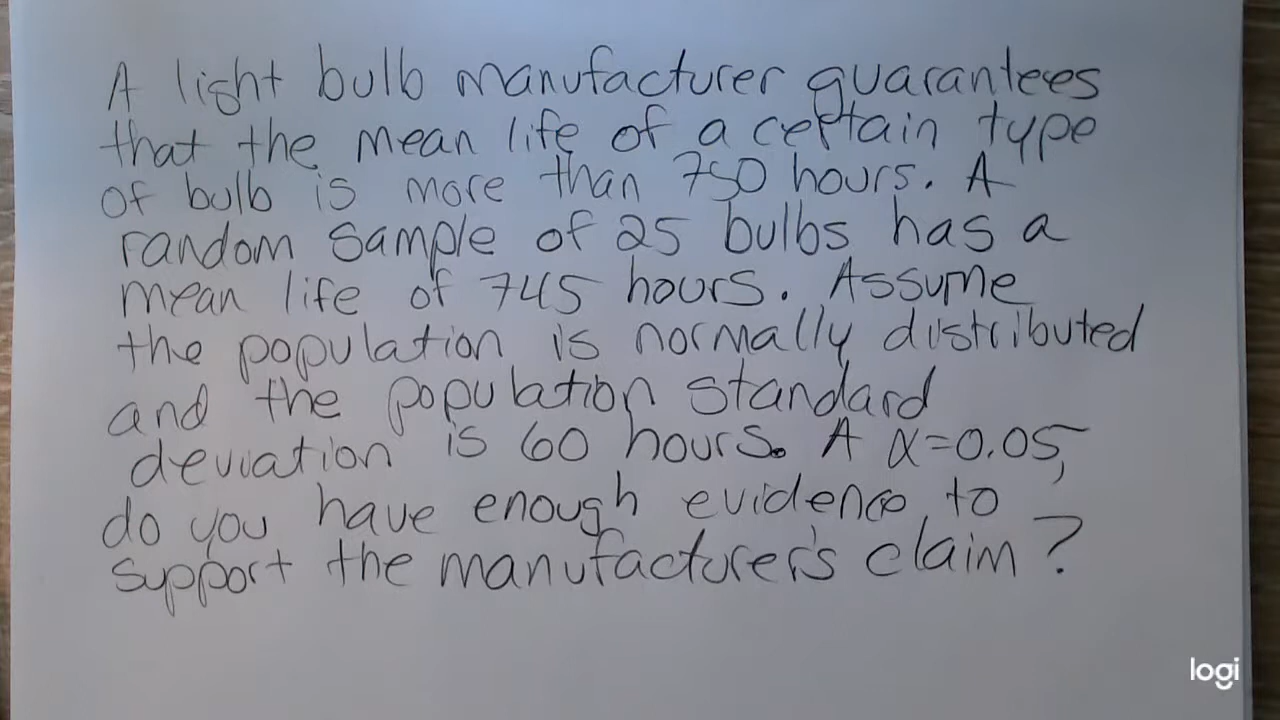 A light bulb manufacturer guarantees
that the mean life of a certain type
of bulb is more than 750 hours. A
random sample of 25 bulbs has a
mean life of 745 hours. Assume
the population is normally distributed
and the population standard
deviation is 60 hours. A α=0.05,
do you have enough evidence to
support the manufacturer's claim?
logi